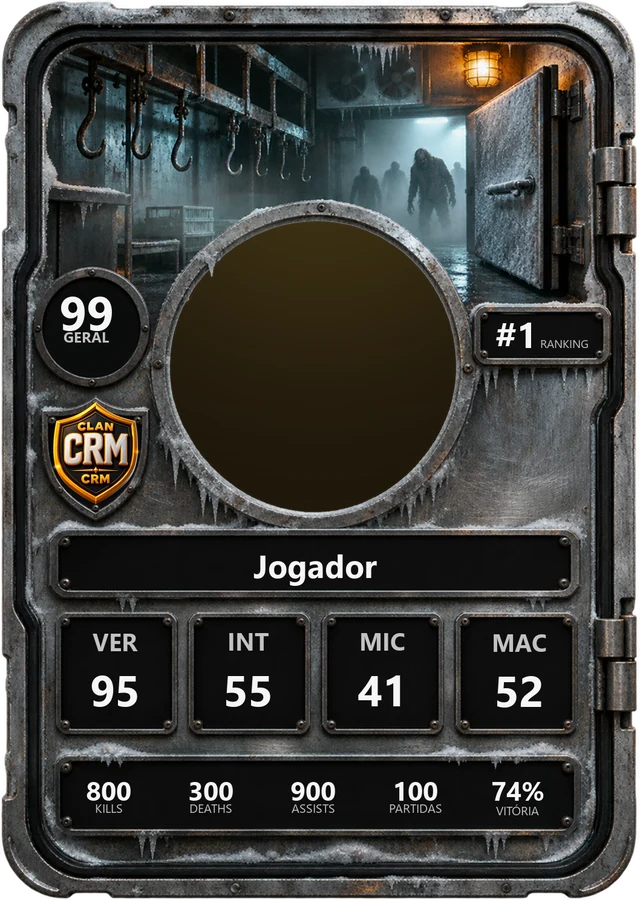 99
GERAL
#1 RANKING
CLAN
CRM
CRM
Jogador
VER INT MIC MAC
95 55 41 52
800 300 900 100 74%
KILLS DEATHS ASSISTS PARTIDAS VITÓRIA